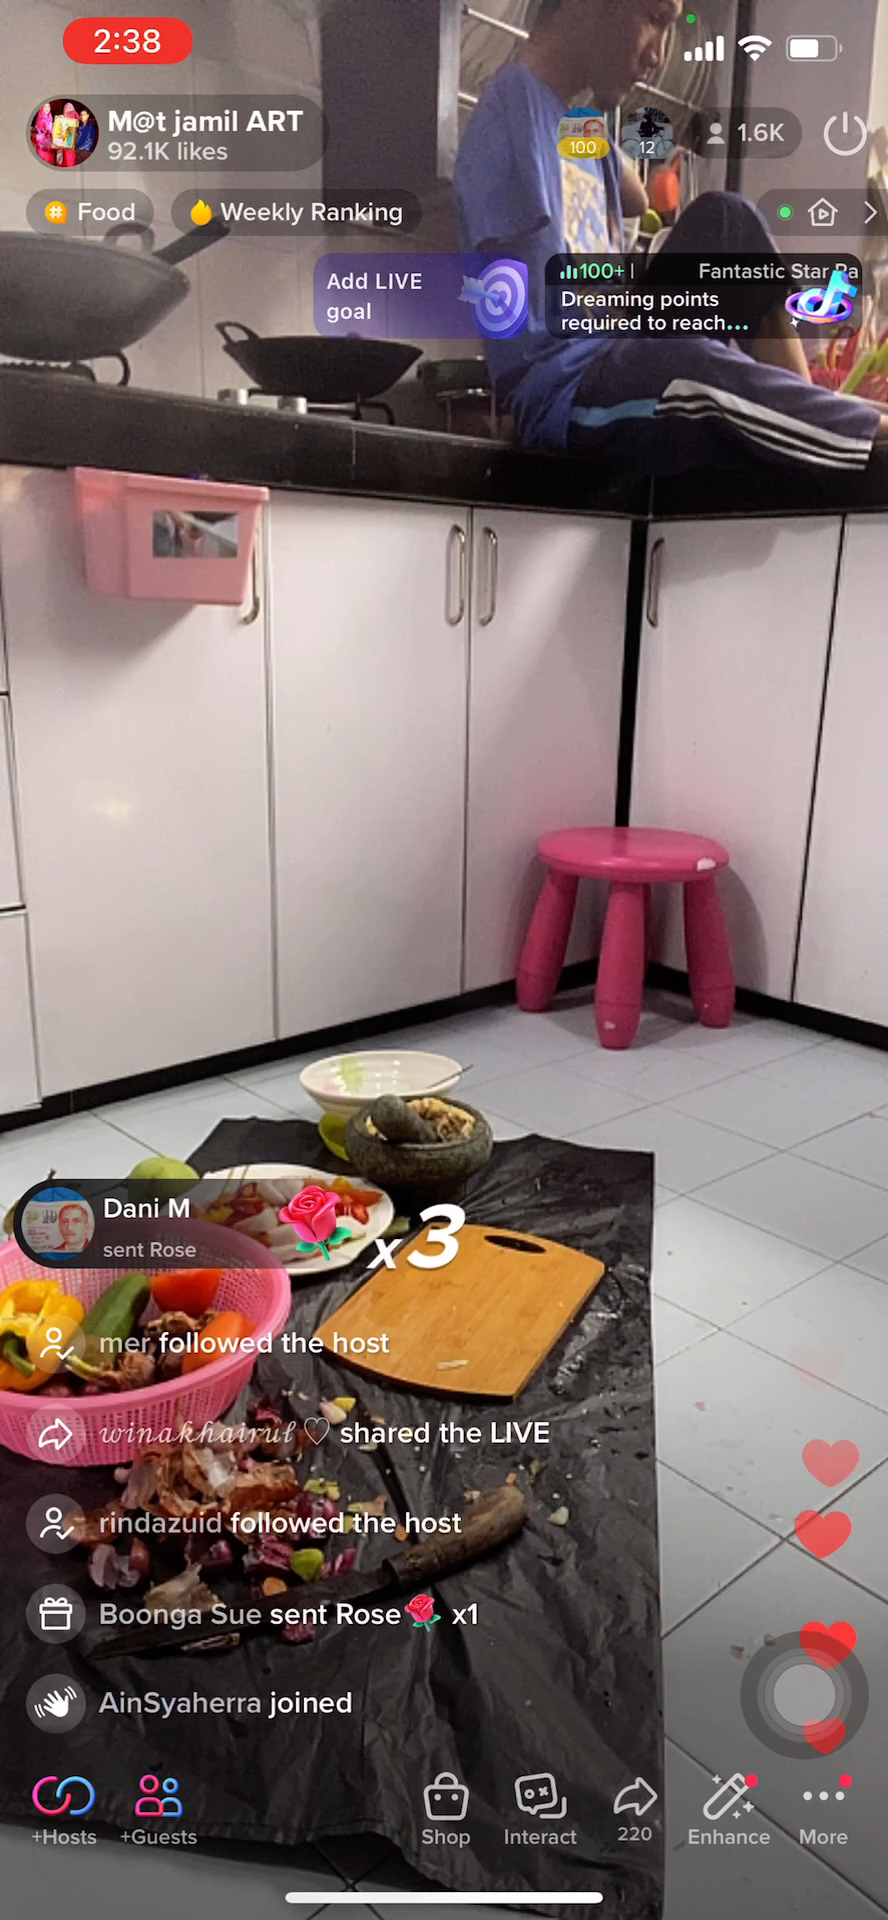 2:38
M@t jamil ART
92.1K likes
100
12
1.6K
Food
Weekly Ranking
Add LIVE
goal
100+ |
Fantastic Star Ra
Dreaming points
required to reach...
Dani M
sent Rose
x3
mer followed the host
winakhairul ♡ shared the LIVE
rindazuid followed the host
Boonga Sue sent Rose🌹 x1
AinSyaherra joined
+Hosts
+Guests
Shop
Interact
220
Enhance
More